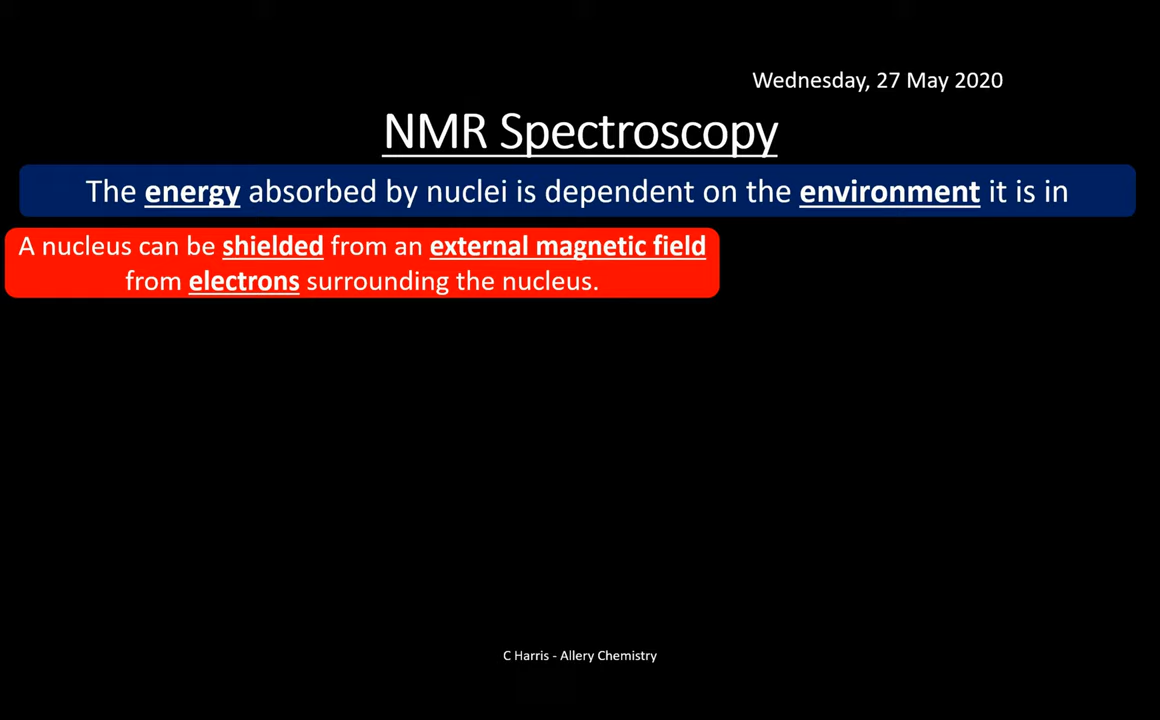 Wednesday, 27 May 2020
NMR Spectroscopy
The energy absorbed by nuclei is dependent on the environment it is in
A nucleus can be shielded from an external magnetic field
from electrons surrounding the nucleus.
C Harris - Allery Chemistry